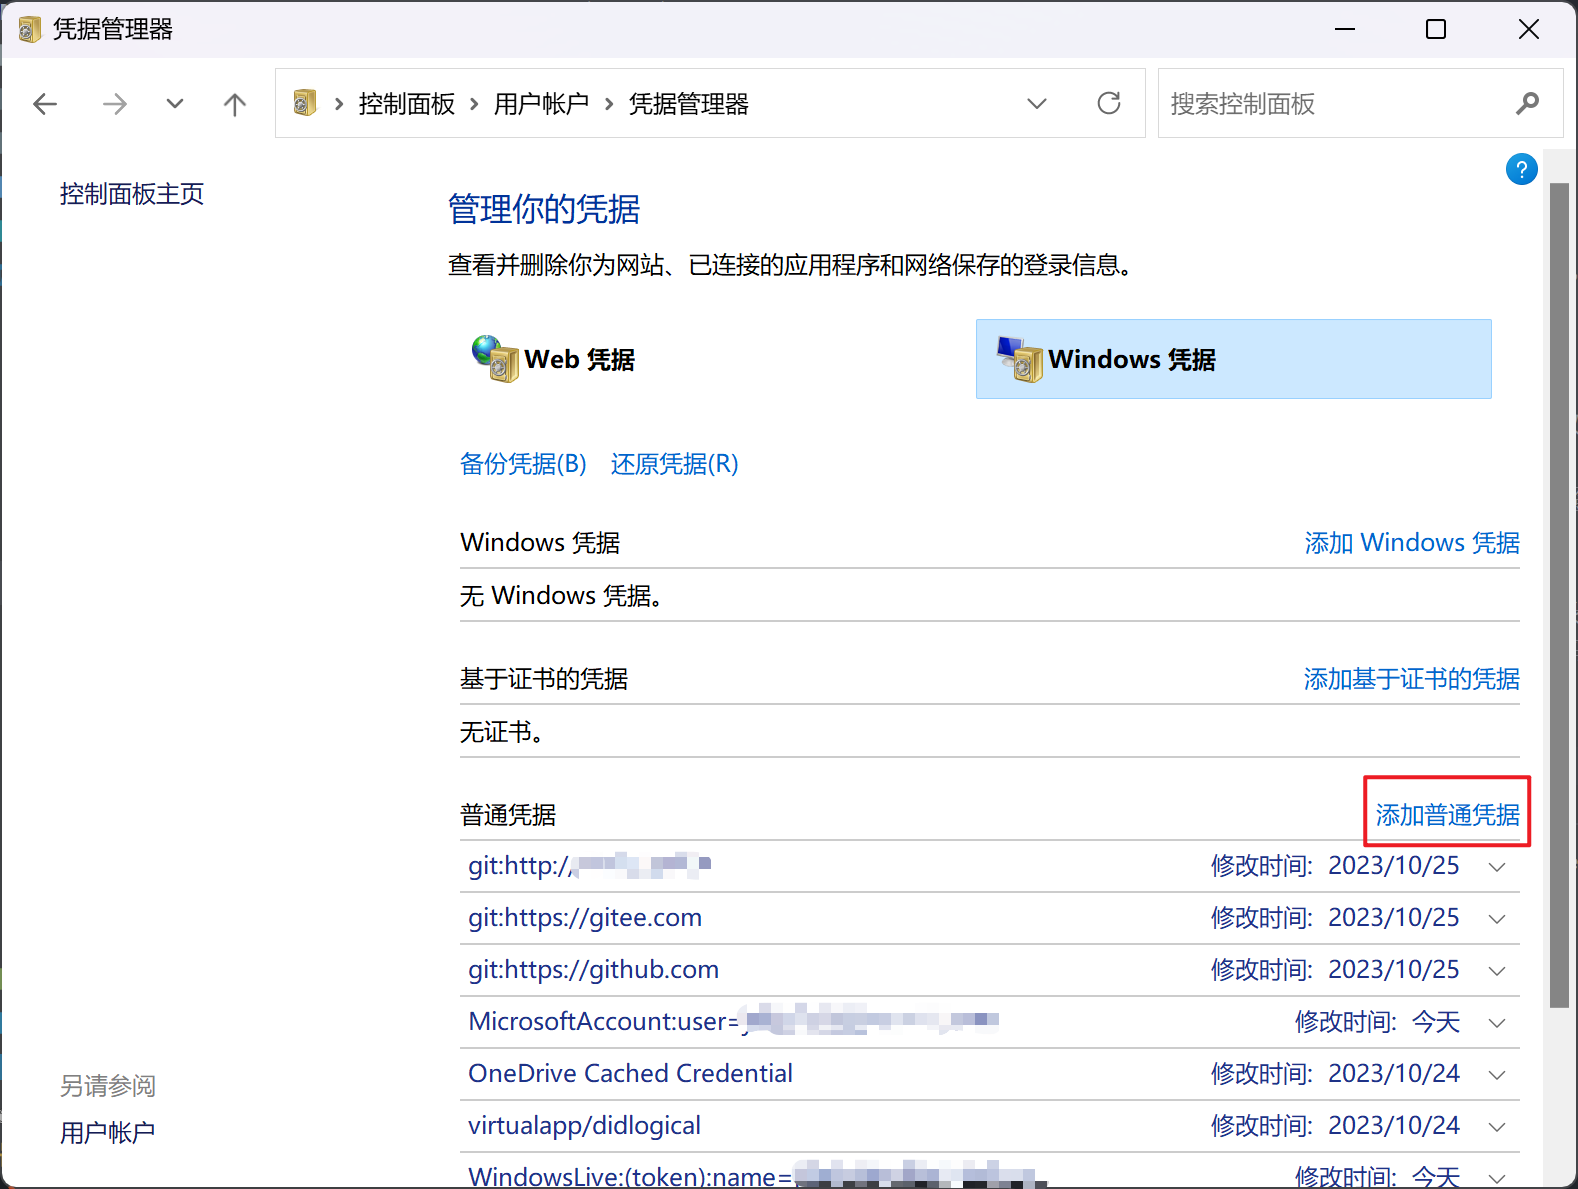 凭据管理器
控制面板 › 用户帐户 › 凭据管理器
搜索控制面板
控制面板主页
管理你的凭据
查看并删除你为网站、已连接的应用程序和网络保存的登录信息。
Web 凭据
Windows 凭据
备份凭据(B) 还原凭据(R)
Windows 凭据 添加 Windows 凭据
无 Windows 凭据。
基于证书的凭据 添加基于证书的凭据
无证书。
普通凭据 添加普通凭据
git:http:/ 修改时间: 2023/10/25
git:https://gitee.com 修改时间: 2023/10/25
git:https://github.com 修改时间: 2023/10/25
MicrosoftAccount:user= 修改时间: 今天
OneDrive Cached Credential 修改时间: 2023/10/24
virtualapp/didlogical 修改时间: 2023/10/24
WindowsLive:(token):name= 修改时间: 今天
另请参阅
用户帐户